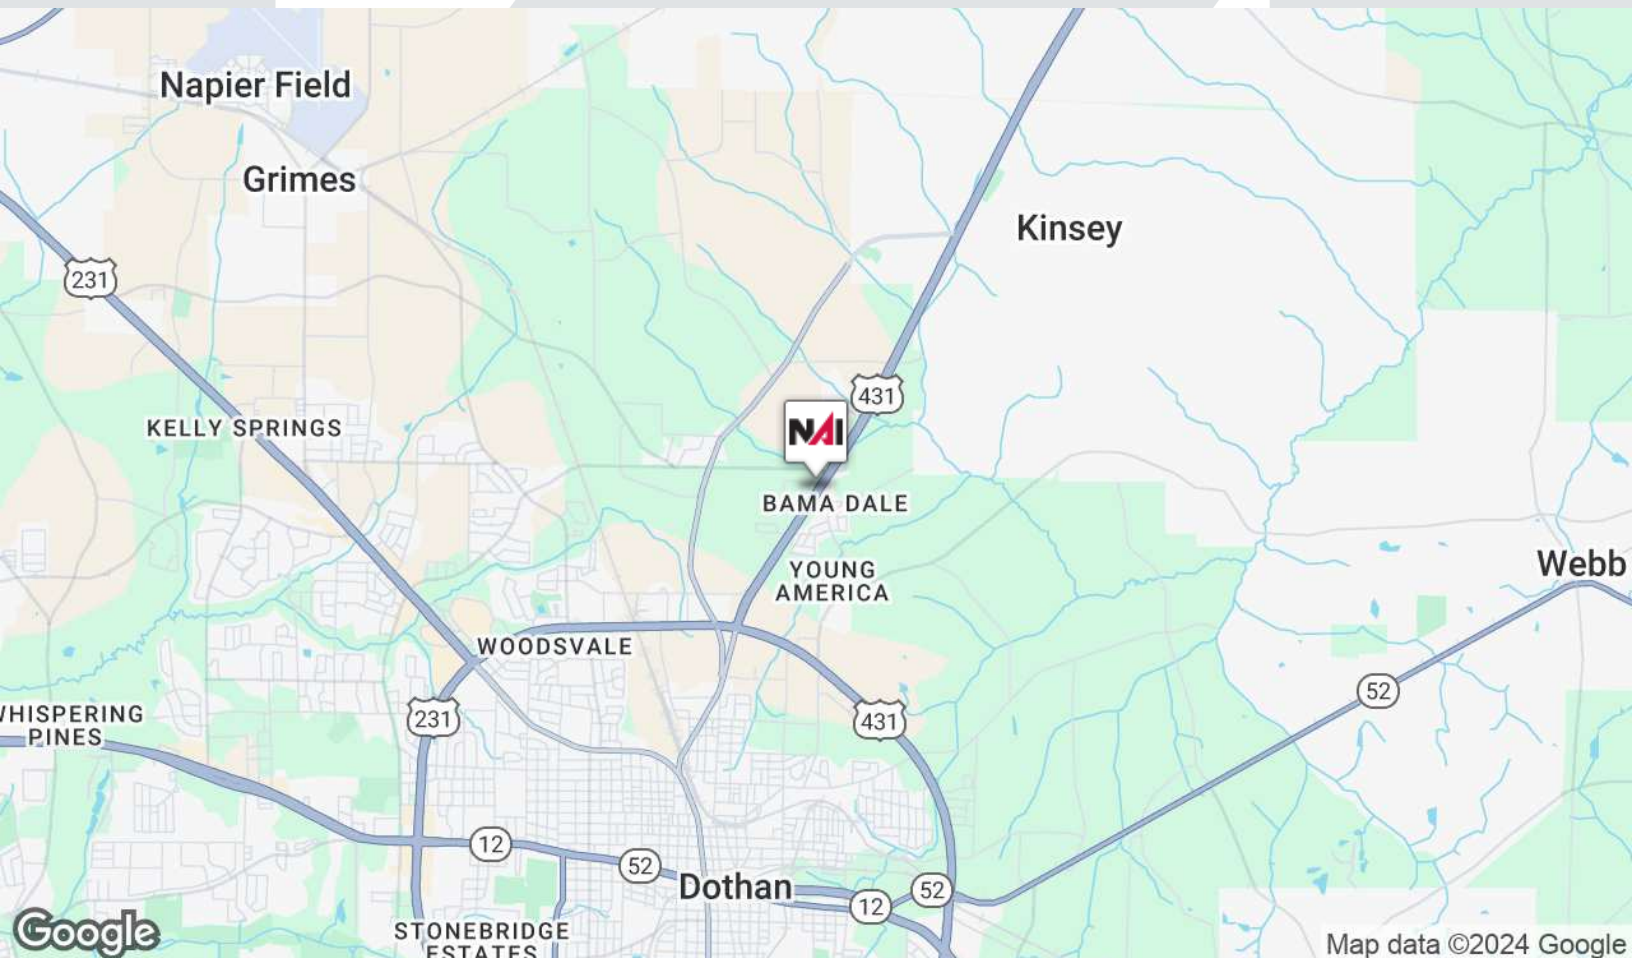 Napier Field
Grimes
Kinsey
231
431
NAI
KELLY SPRINGS
BAMA DALE
YOUNG
AMERICA
Webb
WOODSVALE
WHISPERING
PINES
231
431
52
12
52
Dothan
52
12
STONEBRIDGE
ESTATES
Google
Map data ©2024 Google